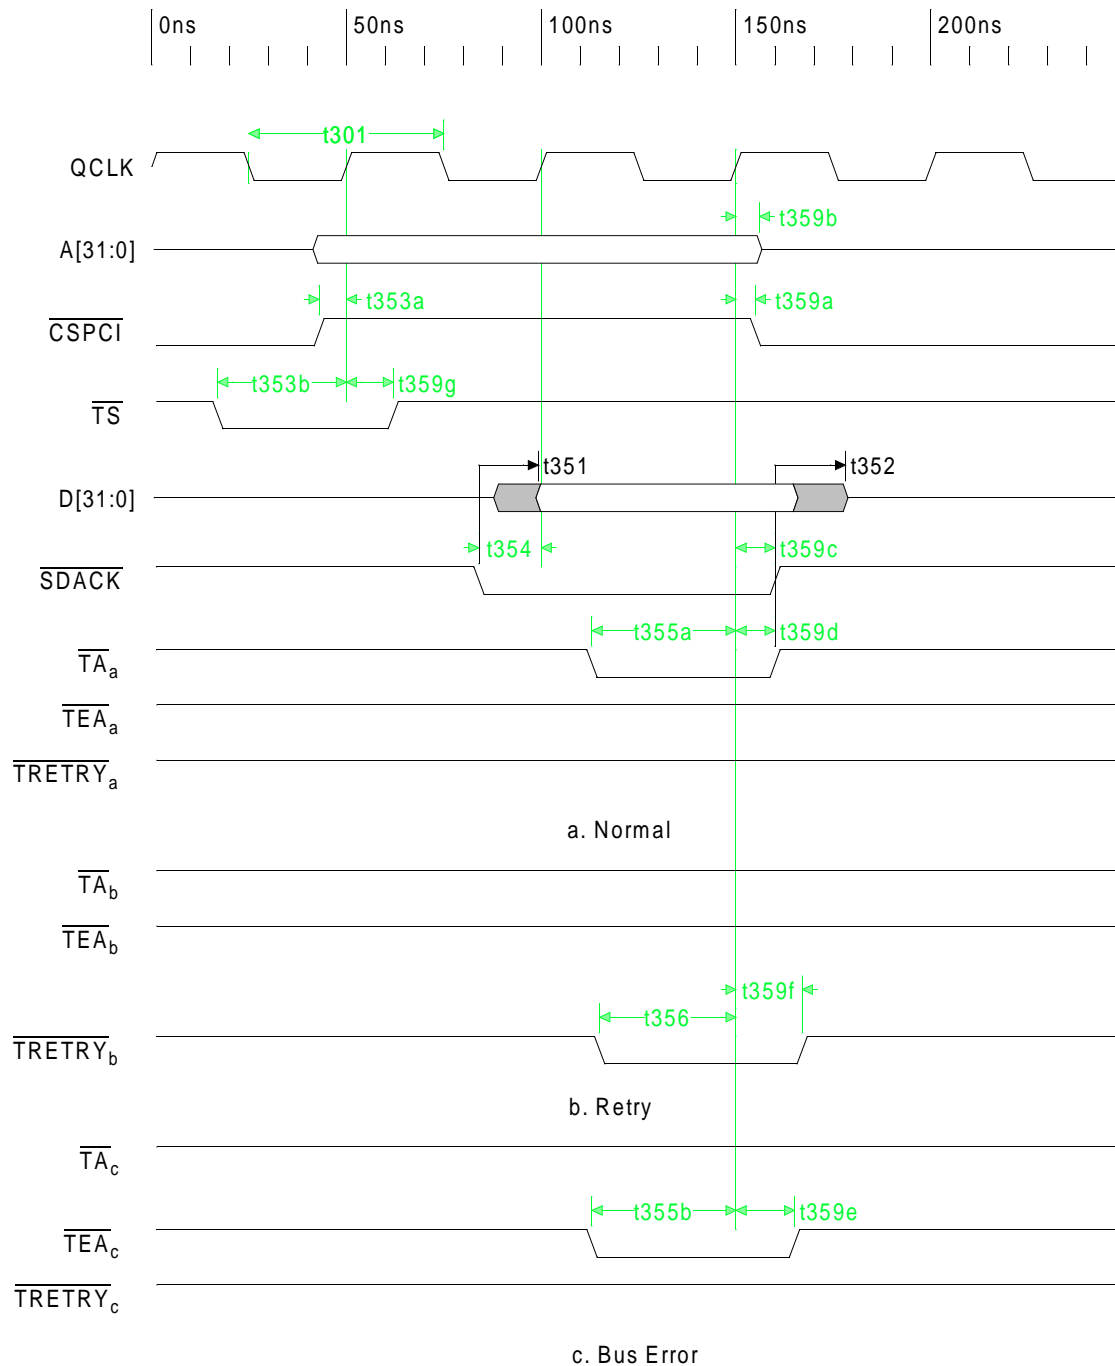 0ns 50ns 100ns 150ns 200ns
t301
QCLK
t359b
A[31:0]
t353a t359a
CSPCI
t353b t359g
TS
t351 t352
D[31:0]
t354 t359c
SDACK
t355a t359d
TAa
TEAa
TRETRYa
a. Normal
TAb
TEAb
t359f
t356
TRETRYb
b. Retry
TAc
t355b t359e
TEAc
TRETRYc
c. Bus Error